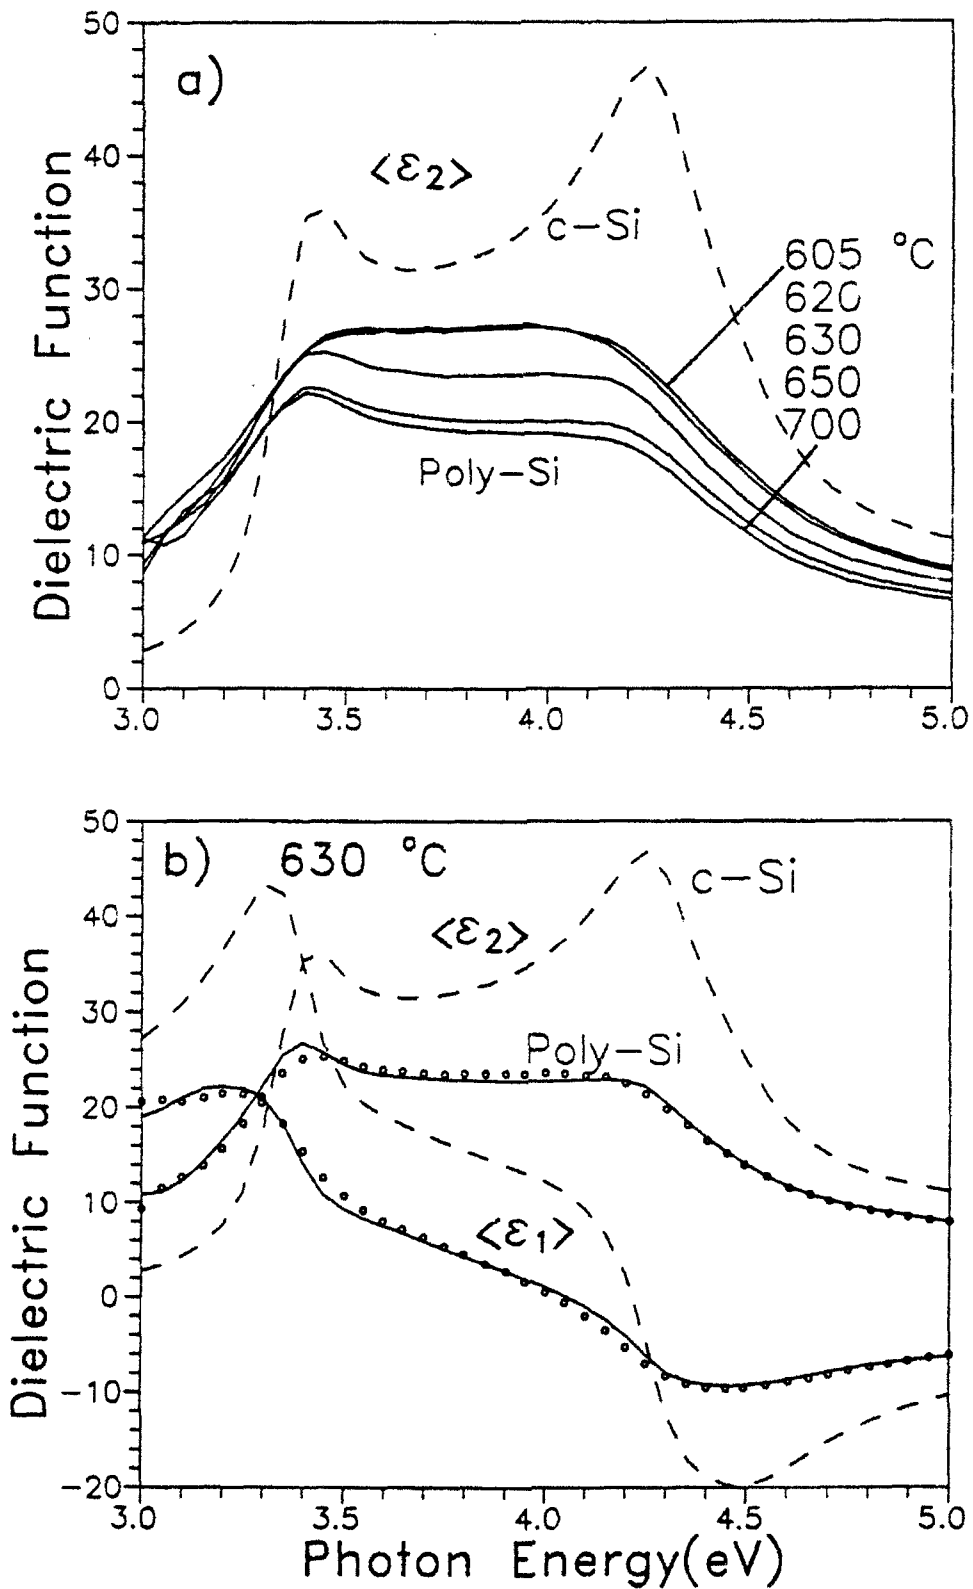 50
a)
40
<ε₂>
c-Si
30
605 °C
620
630
650
700
20
Poly-Si
10
0
3.0 3.5 4.0 4.5 5.0
Dielectric Function
50
b) 630 °C
c-Si
40
<ε₂>
30
Poly-Si
20
10
<ε₁>
0
-10
-20
3.0 3.5 4.0 4.5 5.0
Dielectric Function
Photon Energy(eV)